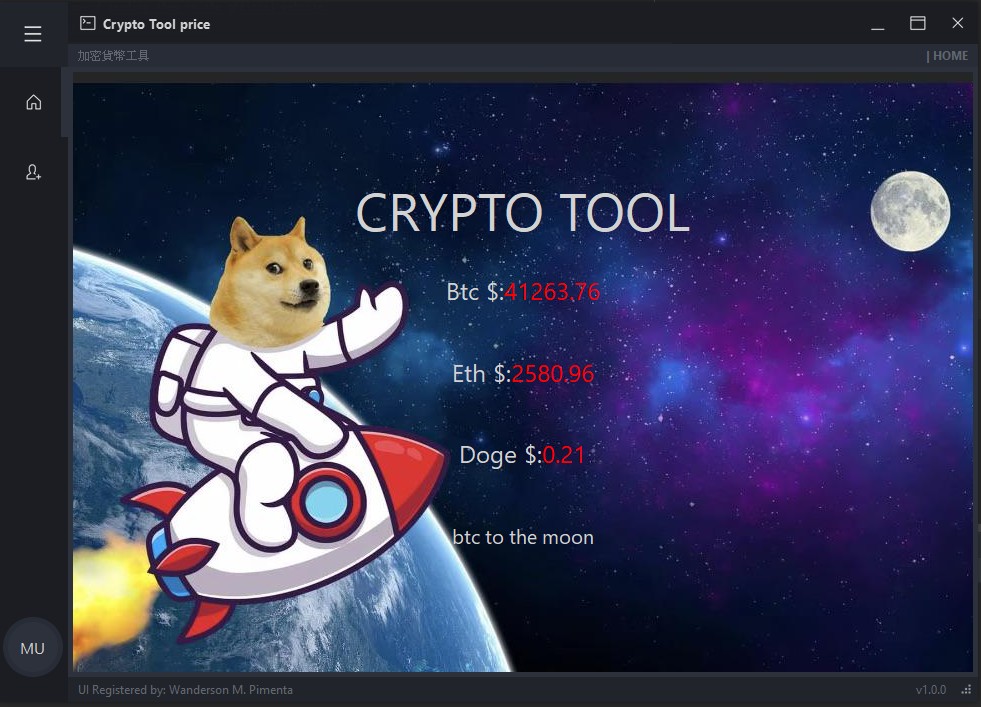 Crypto Tool price
加密貨幣工具
| HOME
CRYPTO TOOL
Btc $:41263.76
Eth $:2580.96
Doge $:0.21
btc to the moon
MU
UI Registered by: Wanderson M. Pimenta
v1.0.0